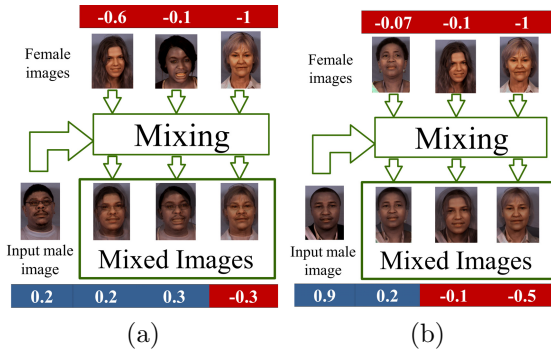 -0.6 -0.1 -1
Female images
Mixing
Input male image
Mixed Images
0.2 0.2 0.3 -0.3
(a)
-0.07 -0.1 -1
Female images
Mixing
Input male image
Mixed Images
0.9 0.2 -0.1 -0.5
(b)